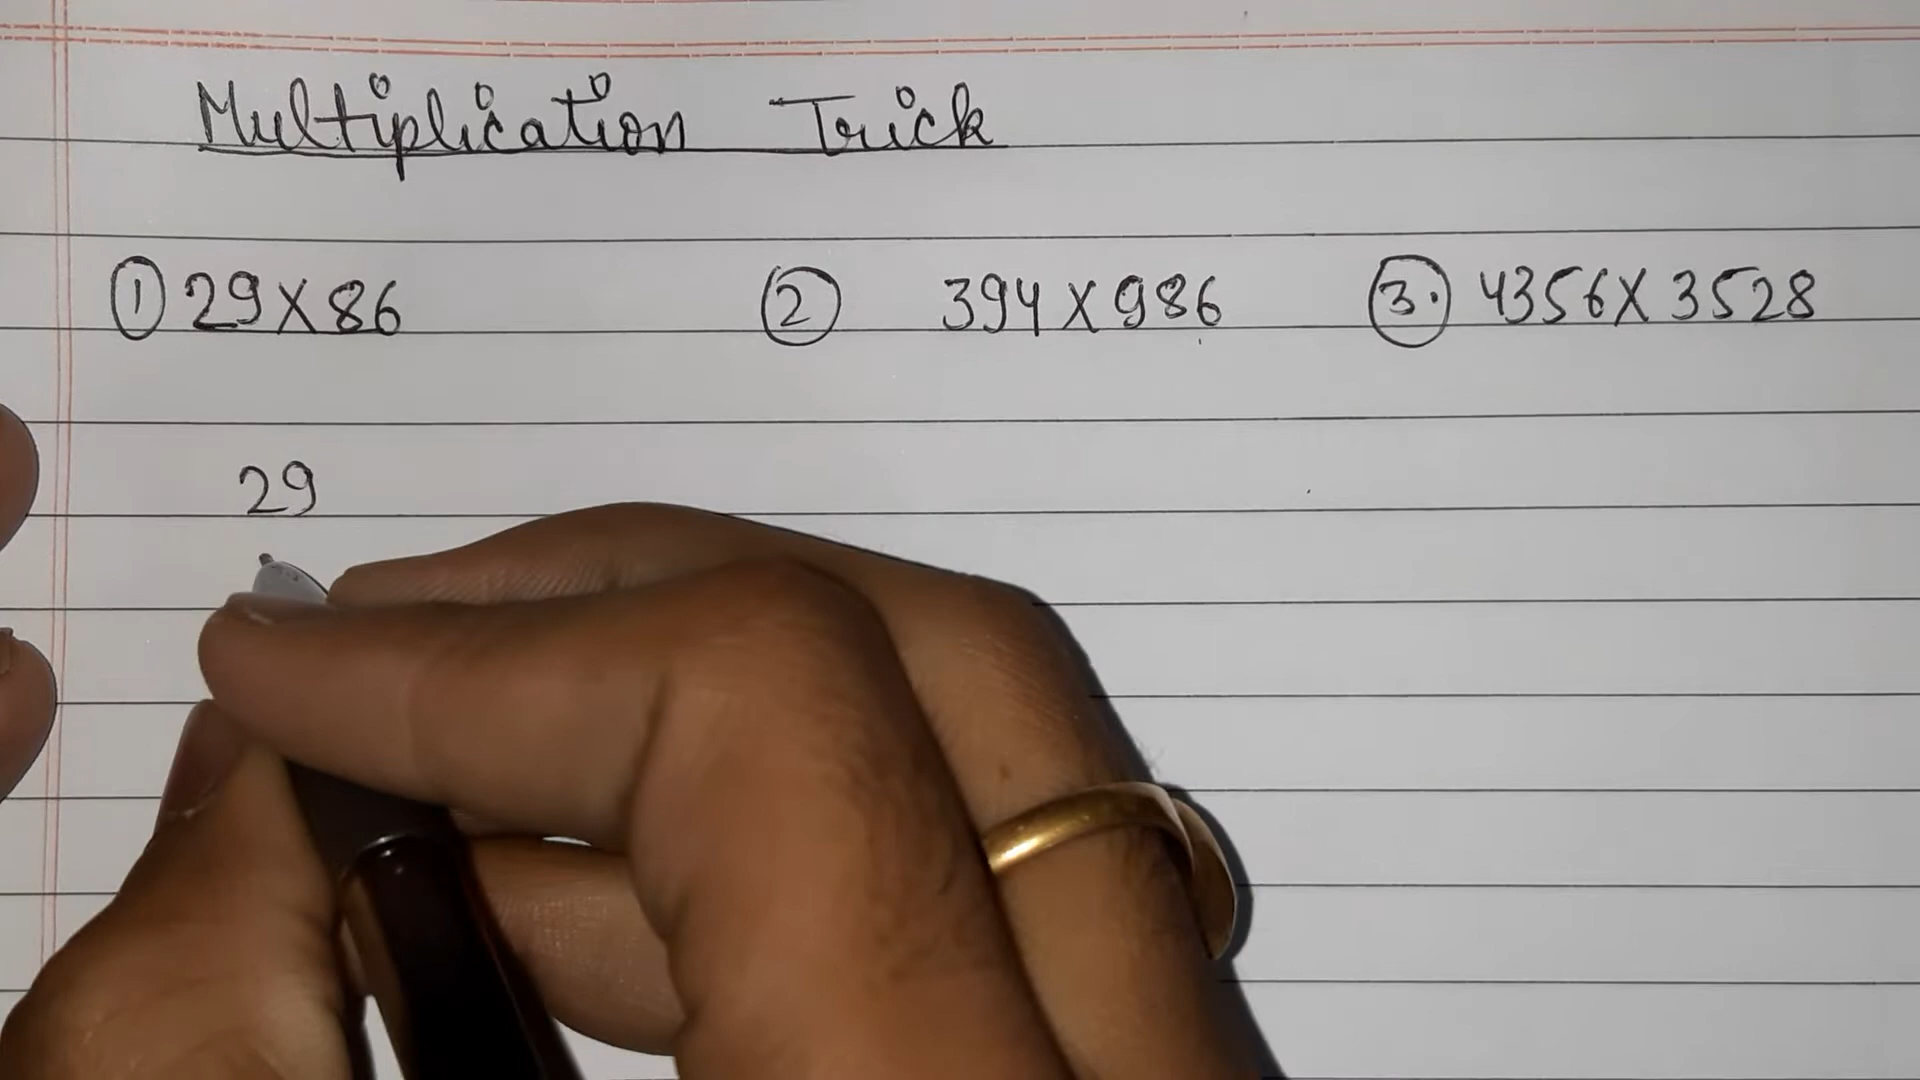 Multiplication Trick
① 29X86 ② 394X986 ③. 4356X3528
29